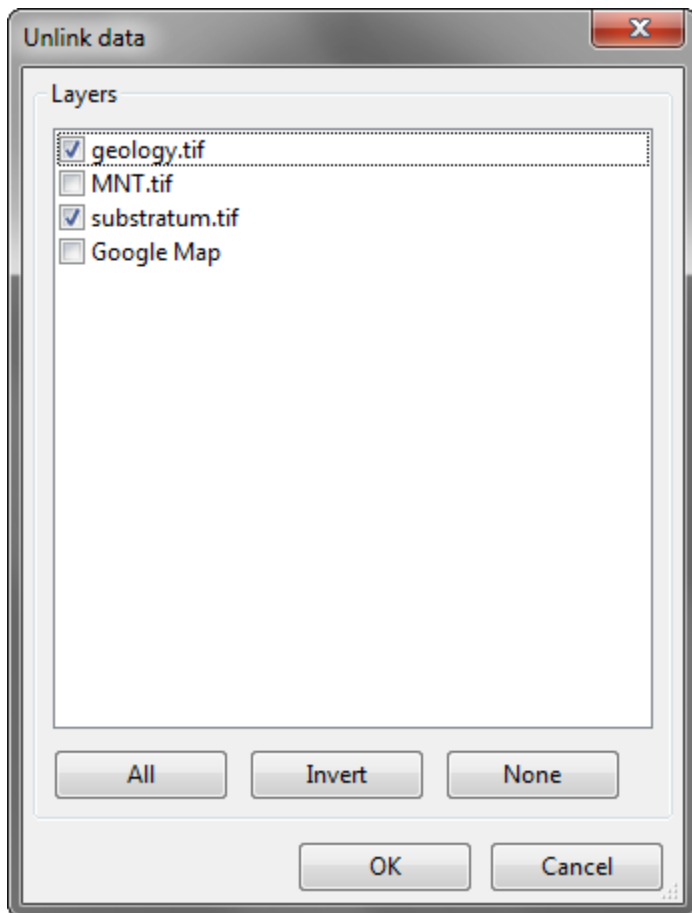 Unlink data
Layers
geology.tif
MNT.tif
substratum.tif
Google Map
All Invert None
OK Cancel